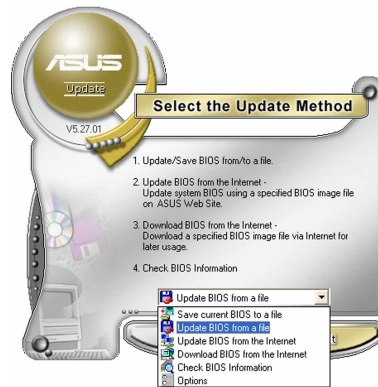 ASUS
Update
V5.27.01
Select the Update Method
1. Update/Save BIOS from/to a file.
2. Update BIOS from the Internet -
Update system BIOS using a specified BIOS image file
on ASUS Web Site.
3. Download BIOS from the Internet -
Download a specified BIOS image file via Internet for
later usage.
4. Check BIOS Information
Update BIOS from a file
Save current BIOS to a file
Update BIOS from a file
Update BIOS from the Internet
Download BIOS from the Internet
Check BIOS Information
Options
t